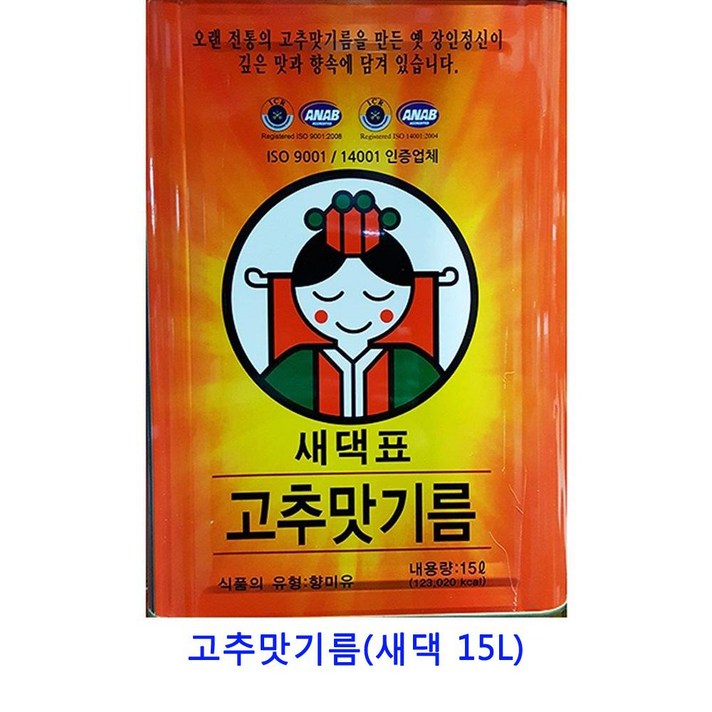 오랜 전통의 고추맛기름을 만든 옛 장인정신이
깊은 맛과 향속에 담겨 있습니다.
ICR ANAB ICR ANAB
Registered ISO 9001:2008 Registered ISO 14001:2004
ISO 9001 / 14001 인증업체
새댁표
고추맛기름
식품의 유형:향미유 내용량:15ℓ
(123,020 kcal)
고추맛기름(새댁 15L)